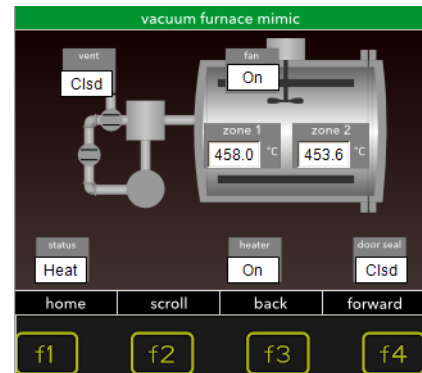 vacuum furnace mimic
vent
Clsd
fan
On
zone 1
458.0 °C
zone 2
453.6 °C
status
Heat
heater
On
door seal
Clsd
home scroll back forward
f1 f2 f3 f4